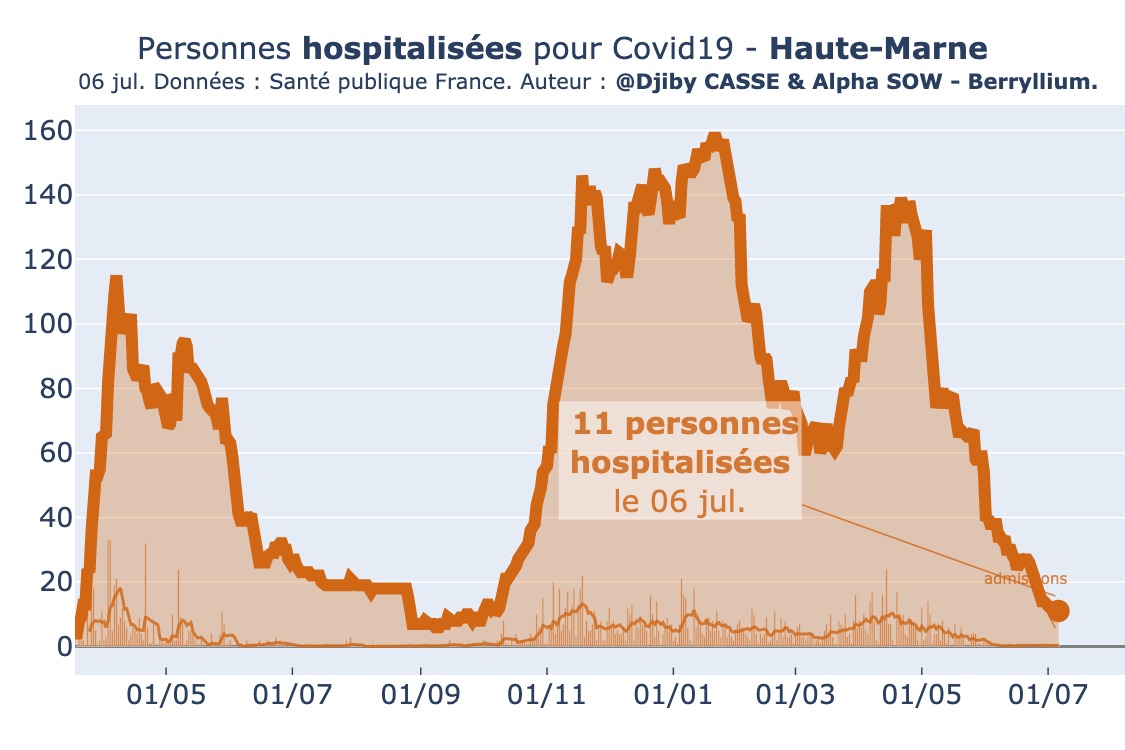 Personnes hospitalisées pour Covid19 - Haute-Marne
06 jul. Données : Santé publique France. Auteur : @Djiby CASSE & Alpha SOW - Berryllium.
160
140
120
100
80
60
40
20
0
11 personnes
hospitalisées
le 06 jul.
admissions
01/05
01/07
01/09
01/11
01/01
01/03
01/05
01/07